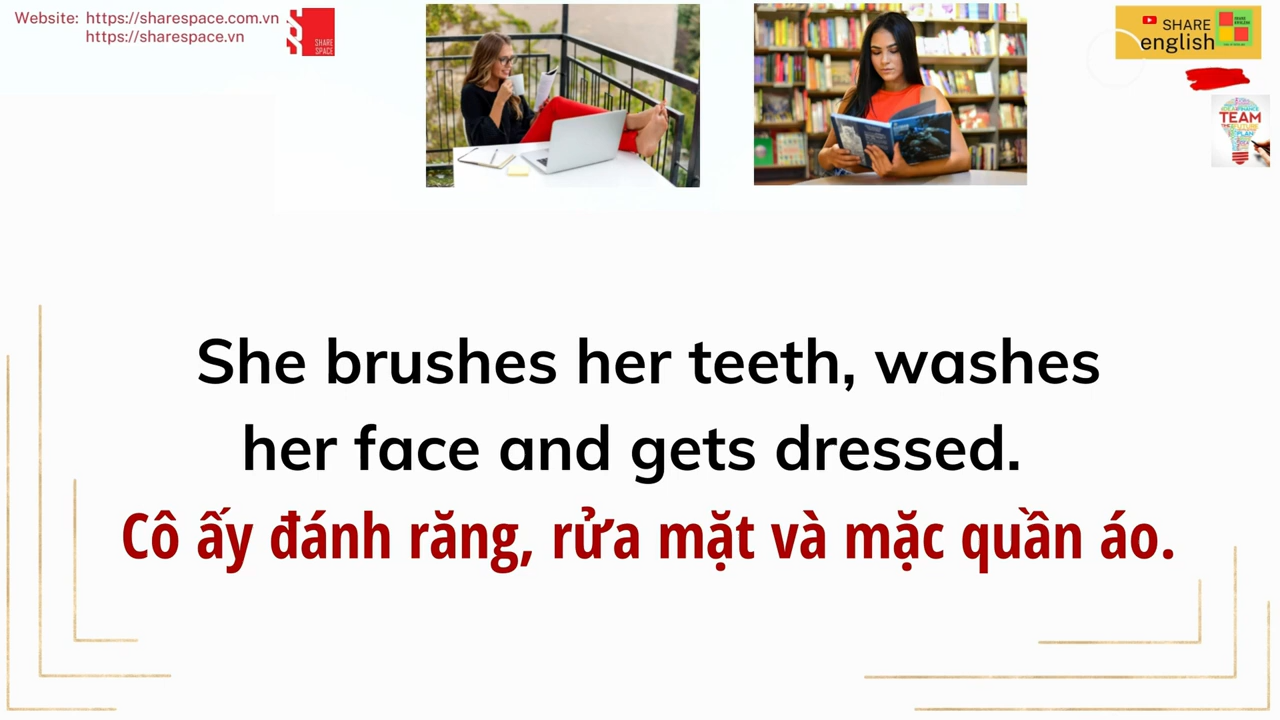 Website: https://sharespace.com.vn
https://sharespace.vn
SHARE
SPACE
SHARE
english
TEAM
PLAN
She brushes her teeth, washes
her face and gets dressed.
Cô ấy đánh răng, rửa mặt và mặc quần áo.